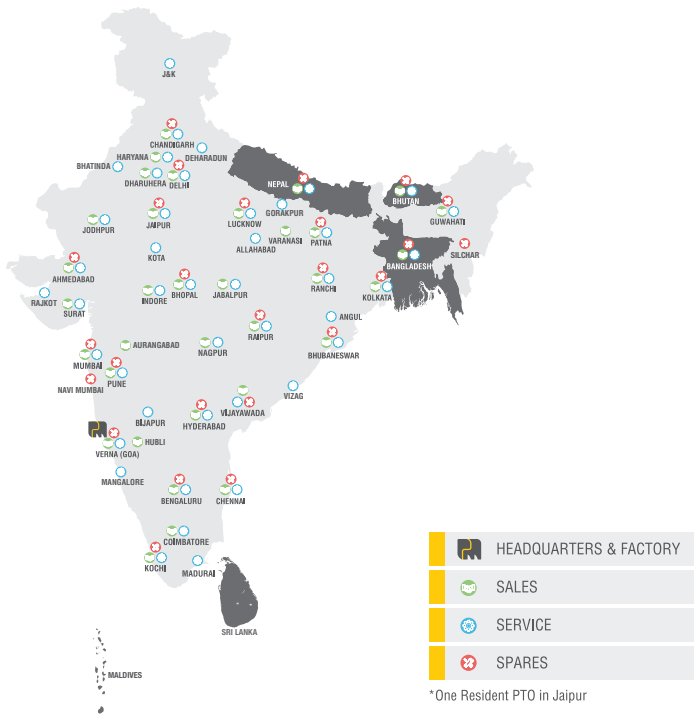 J&K
CHANDIGARH
HARYANA
DEHARADUN
BHATINDA
DHARUHERA
DELHI
NEPAL
BHUTAN
JODHPUR
JAIPUR
LUCKNOW
GORAKPUR
VARANASI
PATNA
GUWAHATI
KOTA
ALLAHABAD
SILCHAR
BANGLADESH
AHMEDABAD
RAJKOT
SURAT
INDORE
BHOPAL
JABALPUR
RANCHI
KOLKATA
ANGUL
RAIPUR
BHUBANESWAR
AURANGABAD
NAGPUR
MUMBAI
PUNE
NAVI MUMBAI
VIZAG
BIJAPUR
HYDERABAD
VIJAYAWADA
HUBLI
VERNA (GOA)
MANGALORE
BENGALURU
CHENNAI
COIMBATORE
KOCHI
MADURAI
SRI LANKA
MALDIVES
HEADQUARTERS & FACTORY
SALES
SERVICE
SPARES
*One Resident PTO in Jaipur